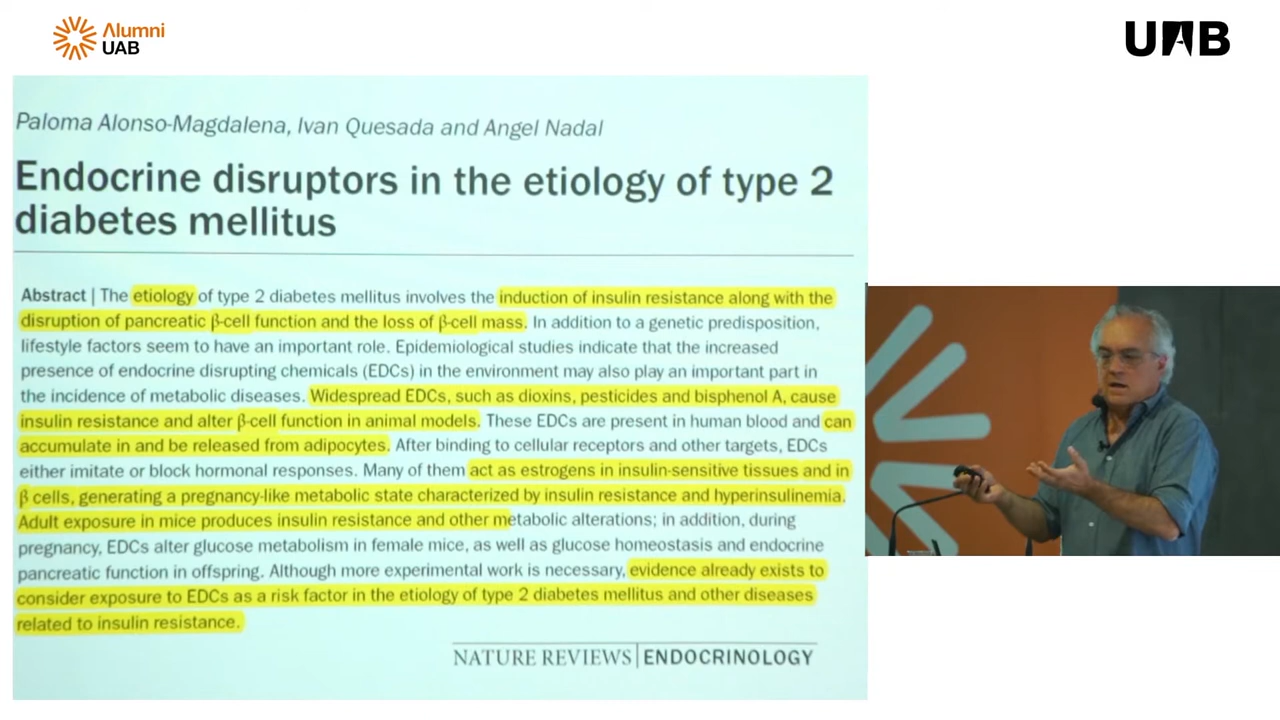 Alumni
UAB
UAB
Paloma Alonso-Magdalena, Ivan Quesada and Angel Nadal
Endocrine disruptors in the etiology of type 2
diabetes mellitus
Abstract | The etiology of type 2 diabetes mellitus involves the induction of insulin resistance along with the
disruption of pancreatic β-cell function and the loss of β-cell mass. In addition to a genetic predisposition,
lifestyle factors seem to have an important role. Epidemiological studies indicate that the increased
presence of endocrine disrupting chemicals (EDCs) in the environment may also play an important part in
the incidence of metabolic diseases. Widespread EDCs, such as dioxins, pesticides and bisphenol A, cause
insulin resistance and alter β-cell function in animal models. These EDCs are present in human blood and can
accumulate in and be released from adipocytes. After binding to cellular receptors and other targets, EDCs
either imitate or block hormonal responses. Many of them act as estrogens in insulin-sensitive tissues and in
β cells, generating a pregnancy-like metabolic state characterized by insulin resistance and hyperinsulinemia.
Adult exposure in mice produces insulin resistance and other metabolic alterations; in addition, during
pregnancy, EDCs alter glucose metabolism in female mice, as well as glucose homeostasis and endocrine
pancreatic function in offspring. Although more experimental work is necessary, evidence already exists to
consider exposure to EDCs as a risk factor in the etiology of type 2 diabetes mellitus and other diseases
related to insulin resistance.
NATURE REVIEWS | ENDOCRINOLOGY